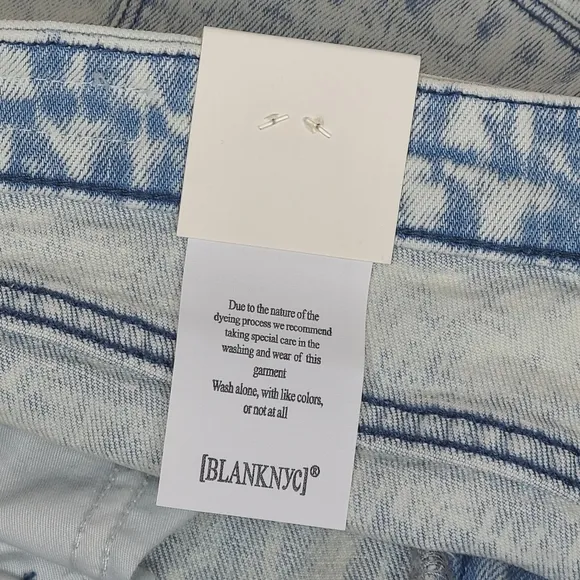 Due to the nature of the
dyeing process we recommend
taking special care in the
washing and wear of this
garment
Wash alone, with like colors,
or not at all
[BLANKNYC]®